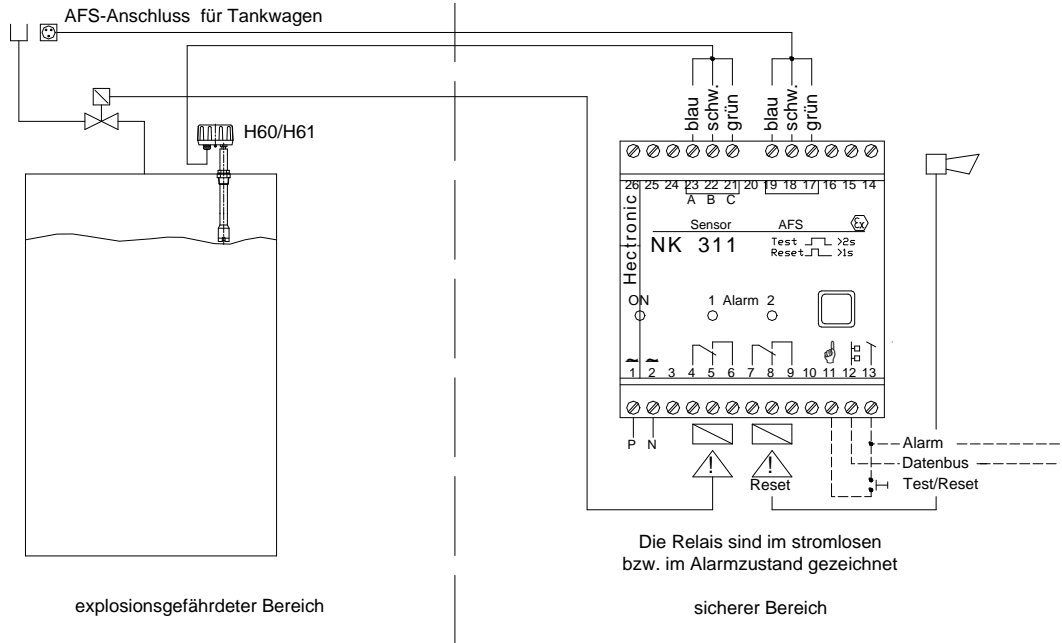 AFS-Anschluss für Tankwagen
H60/H61
blau schw. grün blau schw. grün
26 25 24 23 22 21 20 19 18 17 16 15 14
A B C
Sensor AFS Ex
Hectronic
NK 311
Test >2s
Reset >1s
ON 1 Alarm 2
1 2 3 4 5 6 7 8 9 10 11 12 13
P N
! !
Reset
Alarm
Datenbus
Test/Reset
Die Relais sind im stromlosen
bzw. im Alarmzustand gezeichnet
explosionsgefährdeter Bereich
sicherer Bereich